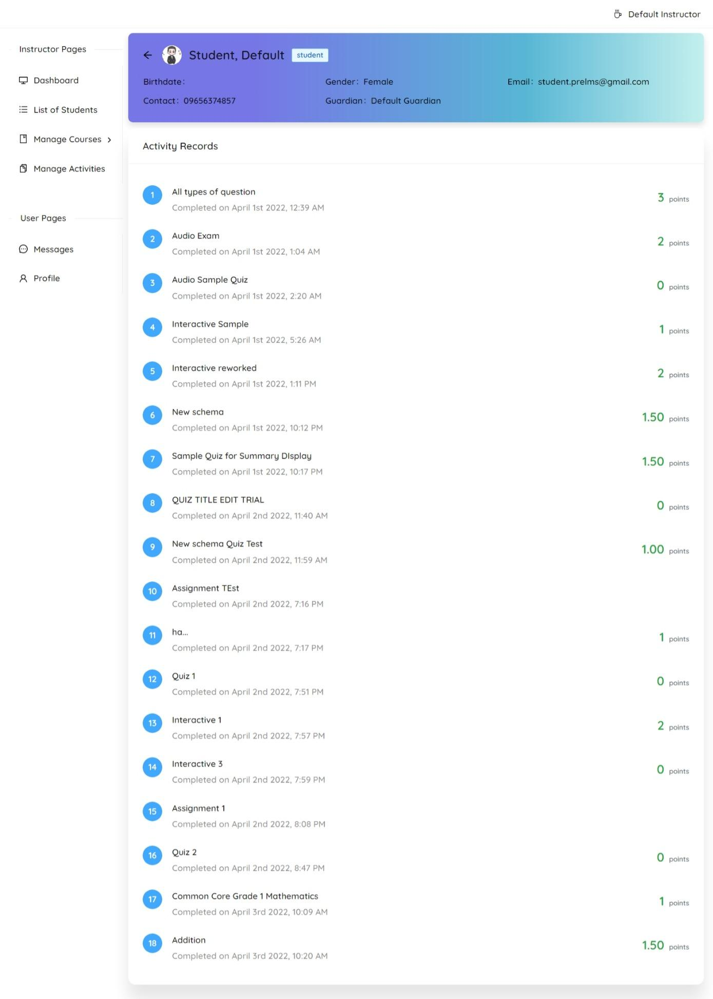 Default Instructor
Instructor Pages
Dashboard
List of Students
Manage Courses
Manage Activities
User Pages
Messages
Profile
Student, Default student
Birthdate: Gender: Female Email: student.prelms@gmail.com
Contact: 09656374857 Guardian: Default Guardian
Activity Records
1 All types of question 3 points
Completed on April 1st 2022, 12:39 AM
2 Audio Exam 2 points
Completed on April 1st 2022, 1:04 AM
3 Audio Sample Quiz 0 points
Completed on April 1st 2022, 2:20 AM
4 Interactive Sample 1 points
Completed on April 1st 2022, 5:26 AM
5 Interactive reworked 2 points
Completed on April 1st 2022, 1:11 PM
6 New schema 1.50 points
Completed on April 1st 2022, 10:12 PM
7 Sample Quiz for Summary DIsplay 1.50 points
Completed on April 1st 2022, 10:17 PM
8 QUIZ TITLE EDIT TRIAL 0 points
Completed on April 2nd 2022, 11:40 AM
9 New schema Quiz Test 1.00 points
Completed on April 2nd 2022, 11:59 AM
10 Assignment TEst
Completed on April 2nd 2022, 7:16 PM
11 ha... 1 points
Completed on April 2nd 2022, 7:17 PM
12 Quiz 1 0 points
Completed on April 2nd 2022, 7:51 PM
13 Interactive 1 2 points
Completed on April 2nd 2022, 7:57 PM
14 Interactive 3 0 points
Completed on April 2nd 2022, 7:59 PM
15 Assignment 1
Completed on April 2nd 2022, 8:08 PM
16 Quiz 2 0 points
Completed on April 2nd 2022, 8:47 PM
17 Common Core Grade 1 Mathematics 1 points
Completed on April 3rd 2022, 10:09 AM
18 Addition 1.50 points
Completed on April 3rd 2022, 10:20 AM